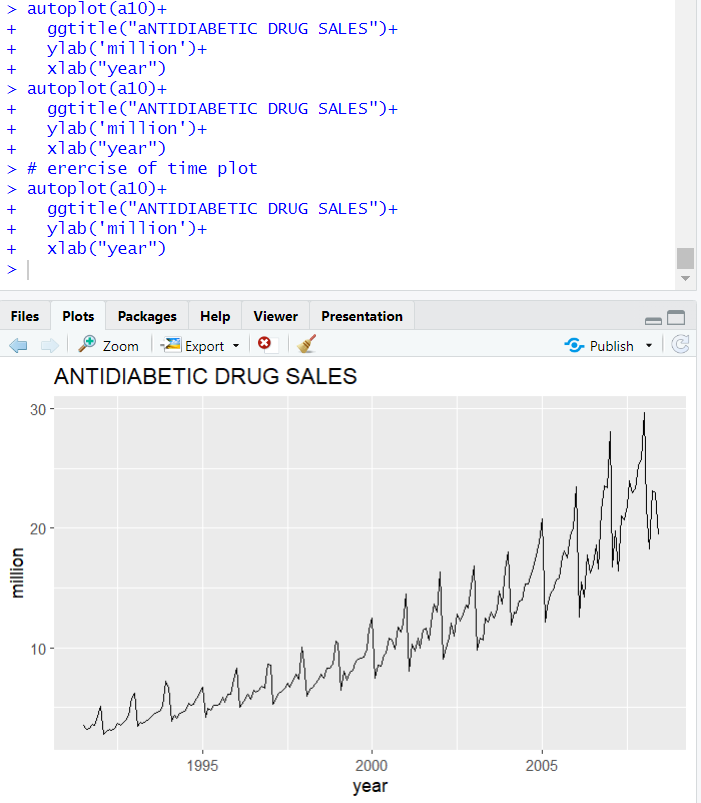 > autoplot(a10)+
+   ggtitle("aNTIDIABETIC DRUG SALES")+
+   ylab('million')+
+   xlab("year")
> autoplot(a10)+
+   ggtitle("ANTIDIABETIC DRUG SALES")+
+   ylab('million')+
+   xlab("year")
> # erercise of time plot
> autoplot(a10)+
+   ggtitle("ANTIDIABETIC DRUG SALES")+
+   ylab('million')+
+   xlab("year")
>
Files Plots Packages Help Viewer Presentation
Zoom Export Publish
ANTIDIABETIC DRUG SALES
30
20
million
10
1995 2000 2005
year